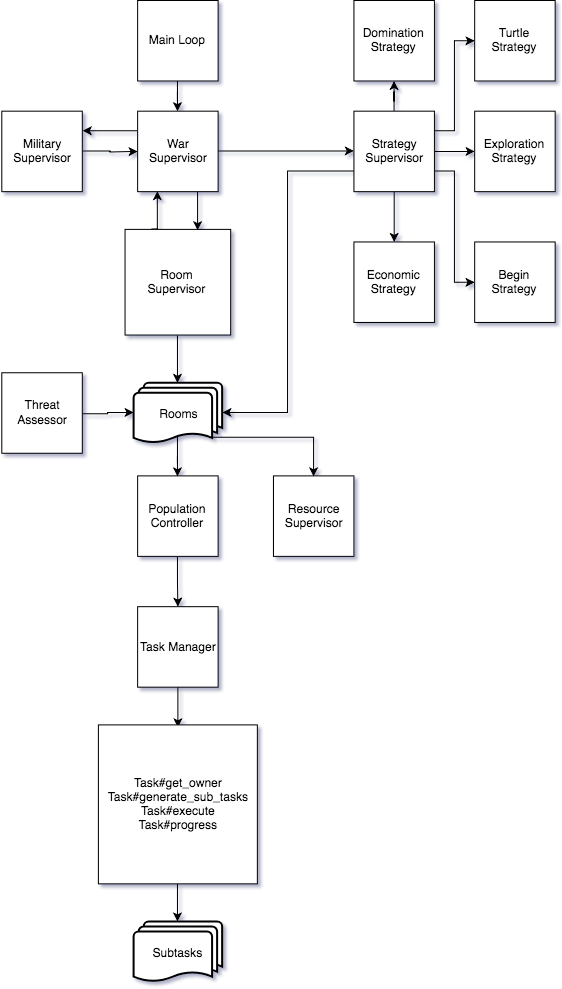 Main Loop
Domination
Strategy
Turtle
Strategy
Military
Supervisor
War
Supervisor
Strategy
Supervisor
Exploration
Strategy
Room
Supervisor
Economic
Strategy
Begin
Strategy
Threat
Assessor
Rooms
Population
Controller
Resource
Supervisor
Task Manager
Task#get_owner
Task#generate_sub_tasks
Task#execute
Task#progress
Subtasks